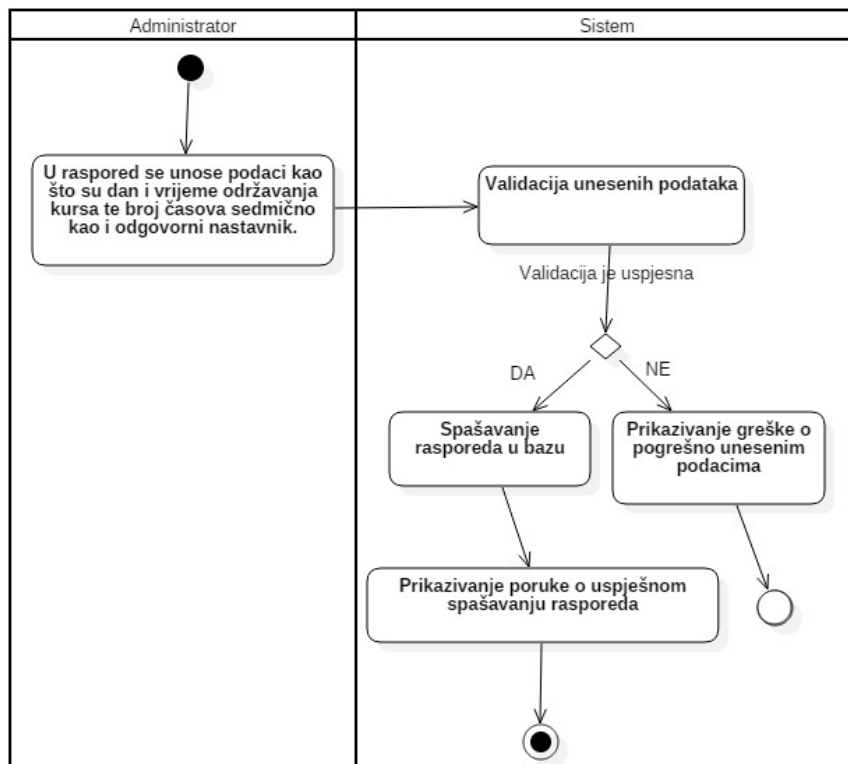 Administrator
Sistem
U raspored se unose podaci kao
što su dan i vrijeme održavanja
kursa te broj časova sedmično
kao i odgovorni nastavnik.
Validacija unesenih podataka
Validacija je uspjesna
DA
NE
Spašavanje
rasporeda u bazu
Prikazivanje greške o
pogrešno unesenim
podacima
Prikazivanje poruke o uspješnom
spašavanju rasporeda